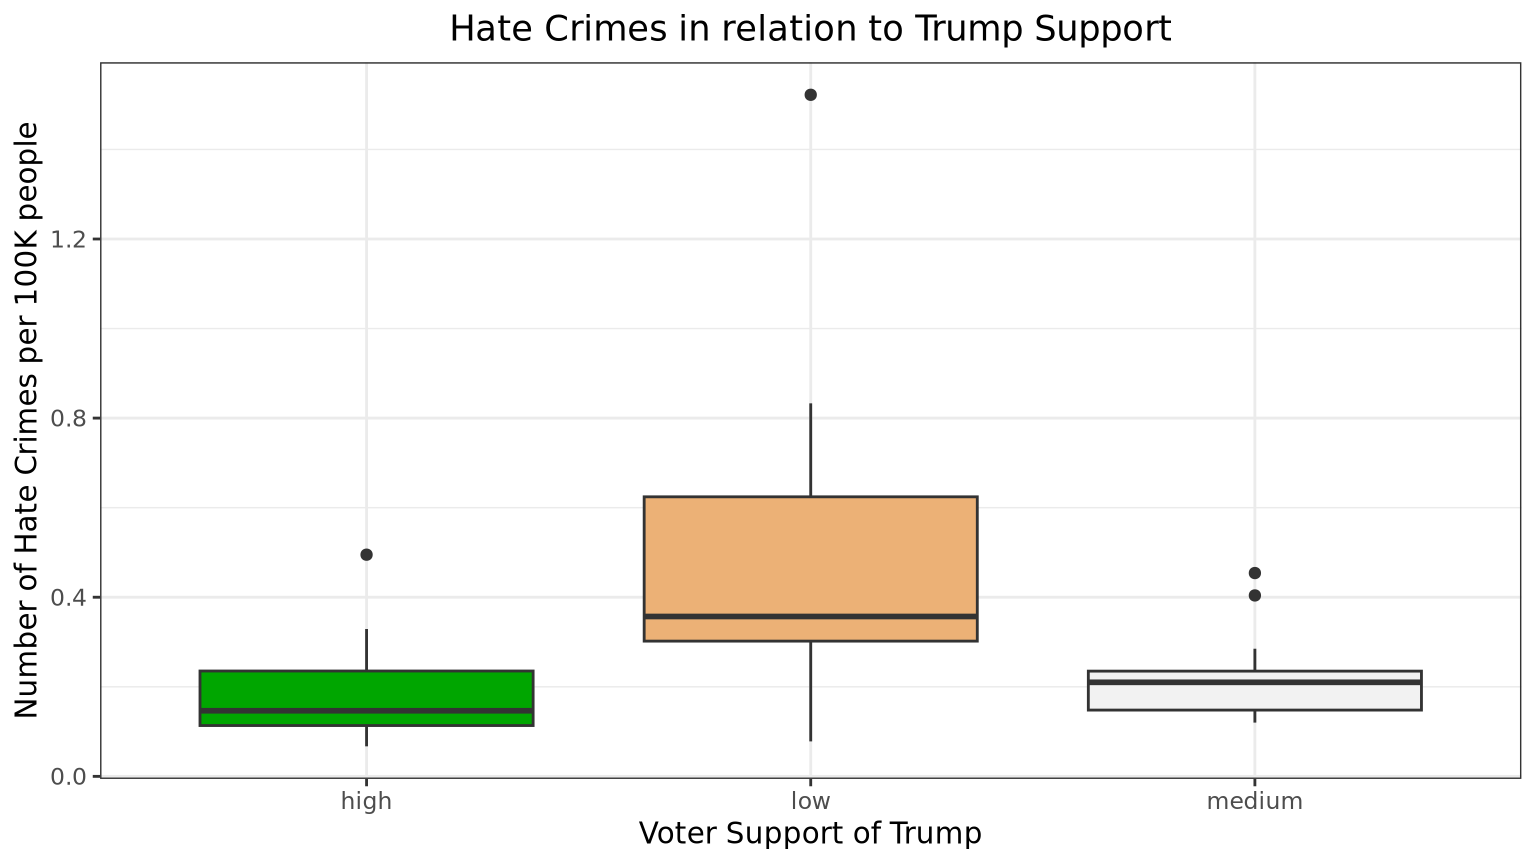 Hate Crimes in relation to Trump Support
Number of Hate Crimes per 100K people
1.2
0.8
0.4
0.0
high
low
medium
Voter Support of Trump